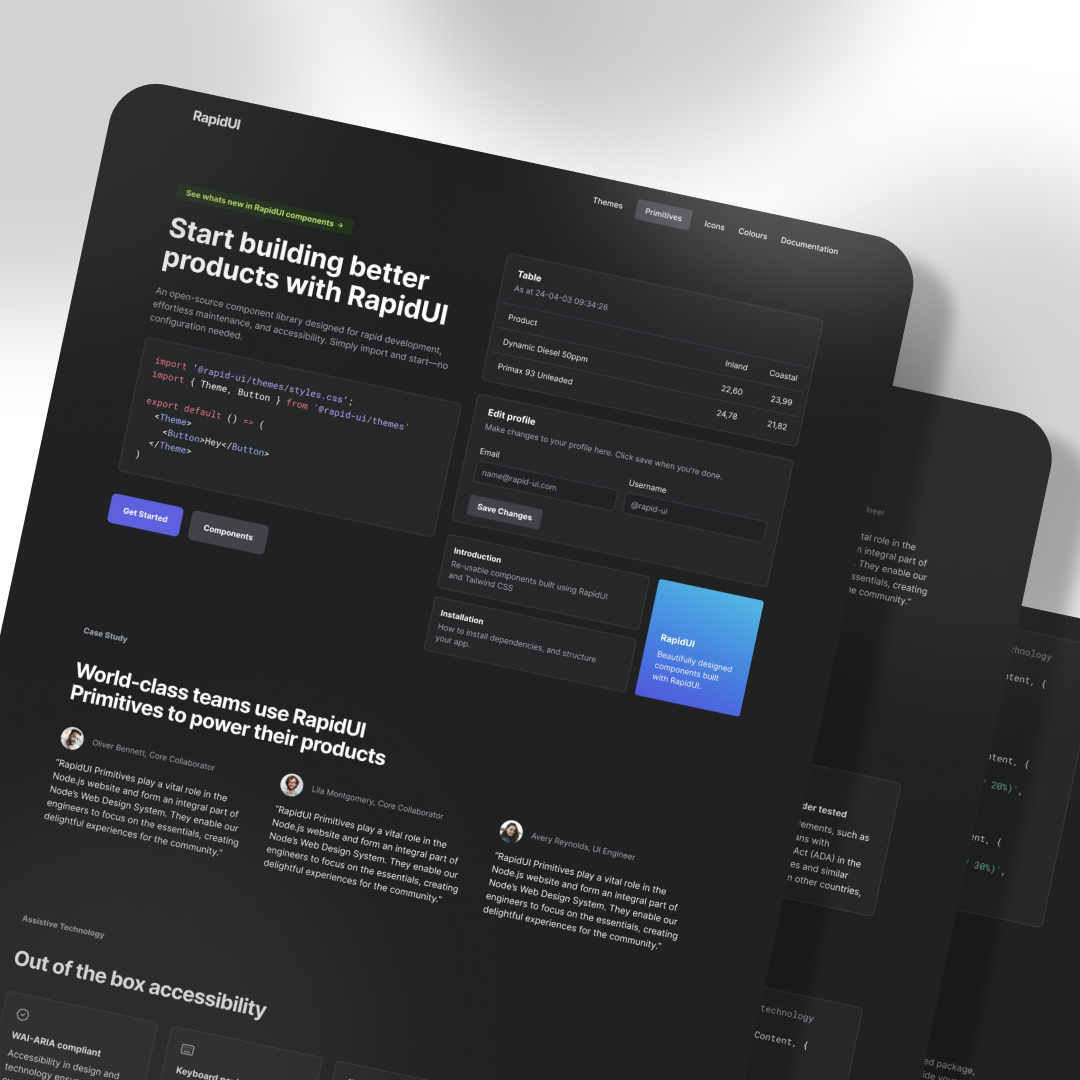 RapidUI
Themes
Primitives
Icons
Colours
Documentation
See whats new in RapidUI components →
Start building better
products with RapidUI
An open-source component library designed for rapid development,
effortless maintenance, and accessibility. Simply import and start—no
configuration needed.
import '@rapid-ui/themes/styles.css';
import { Theme, Button } from '@rapid-ui/themes'
export default () => (
<Theme>
<Button>Hey</Button>
</Theme>
)
Get Started
Components
Table
As at 24-04-03 09:34:26
Product
Inland
Coastal
Dynamic Diesel 50ppm
22,60
23,99
Primax 93 Unleaded
24,78
21,82
Edit profile
Make changes to your profile here. Click save when you're done.
Email
Username
name@rapid-ui.com
@rapid-ui
Save Changes
Introduction
Re-usable components built using RapidUI
and Tailwind CSS
Installation
How to install dependencies, and structure
your app.
RapidUI
Beautifully designed
components built
with RapidUI.
Case Study
World-class teams use RapidUI
Primitives to power their products
Oliver Bennett, Core Collaborator
“RapidUI Primitives play a vital role in the
Node.js website and form an integral part of
Node’s Web Design System. They enable our
engineers to focus on the essentials, creating
delightful experiences for the community.”
Lila Montgomery, Core Collaborator
“RapidUI Primitives play a vital role in the
Node.js website and form an integral part of
Node’s Web Design System. They enable our
engineers to focus on the essentials, creating
delightful experiences for the community.”
Avery Reynolds, UI Engineer
“RapidUI Primitives play a vital role in the
Node.js website and form an integral part of
Node’s Web Design System. They enable our
engineers to focus on the essentials, creating
delightful experiences for the community.”
Assistive Technology
Out of the box accessibility
WAI-ARIA compliant
Accessibility in design and
Keyboard
ineer
tal role in the
n integral part of
. They enable our
ssentials, creating
he community.”
der tested
rements, such as
ans with
Act (ADA) in the
es and similar
n other countries,
technology
Content, {
chnology
ntent, {
ntent, {
20%)',
nt, {
30%)',
ed package,